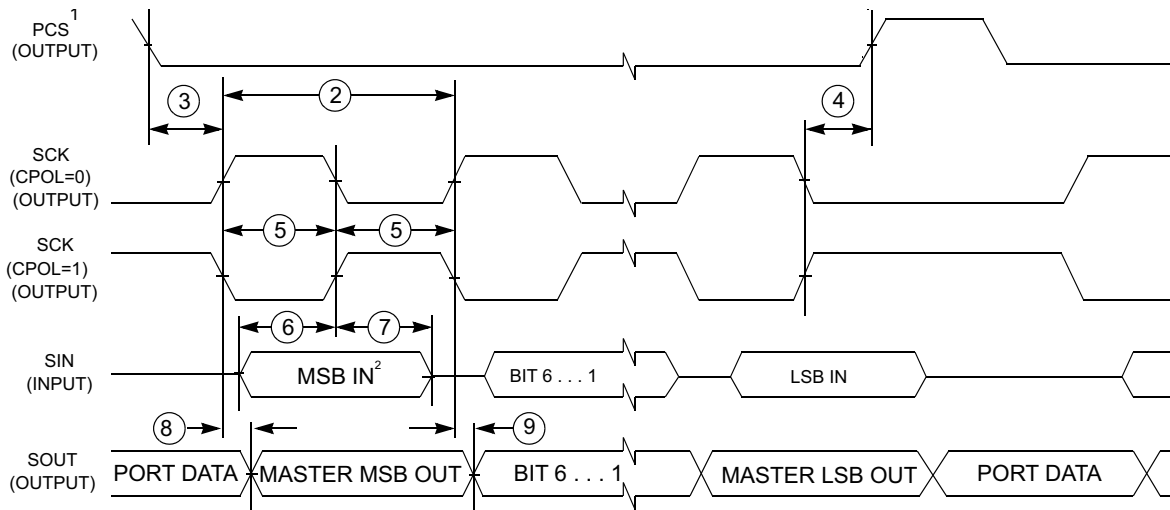 PCS1
(OUTPUT)
3
2
4
SCK
(CPOL=0)
(OUTPUT)
5
5
SCK
(CPOL=1)
(OUTPUT)
6
7
SIN
(INPUT)
MSB IN2
BIT 6 . . . 1
LSB IN
8
9
SOUT
(OUTPUT)
PORT DATA
MASTER MSB OUT
BIT 6 . . . 1
MASTER LSB OUT
PORT DATA